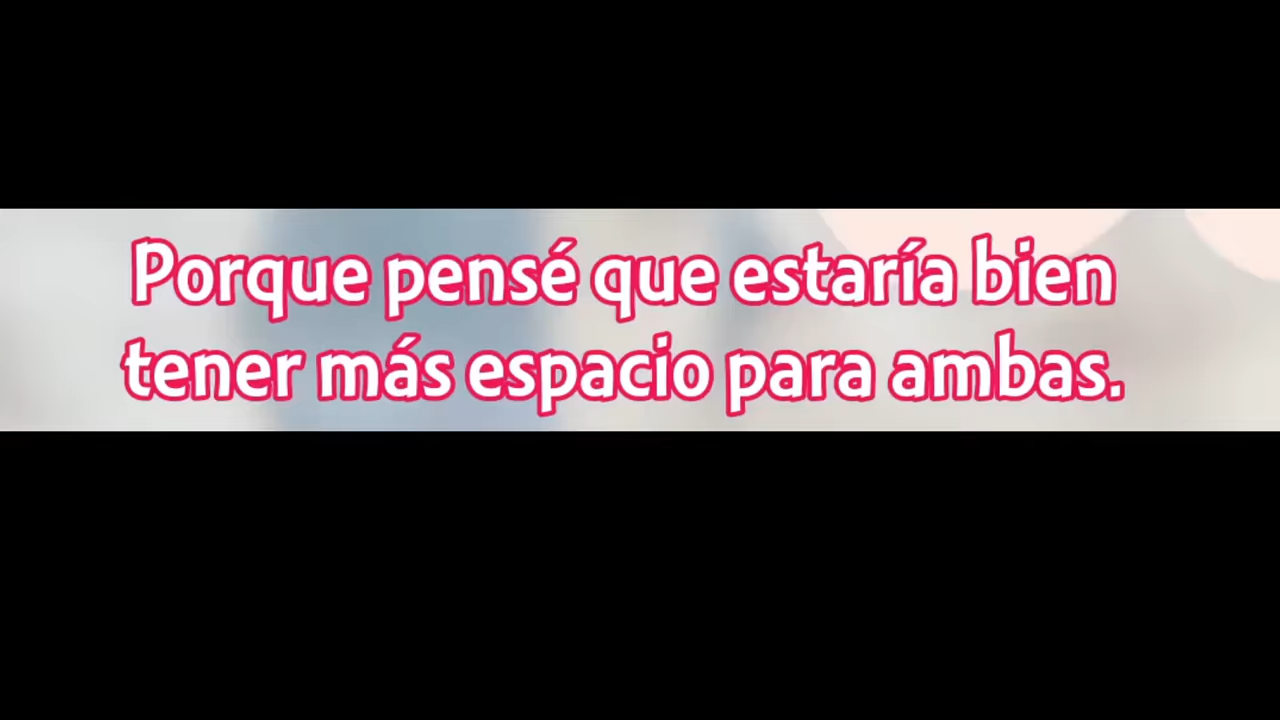 Porque pensé que estaría bien
tener más espacio para ambas.